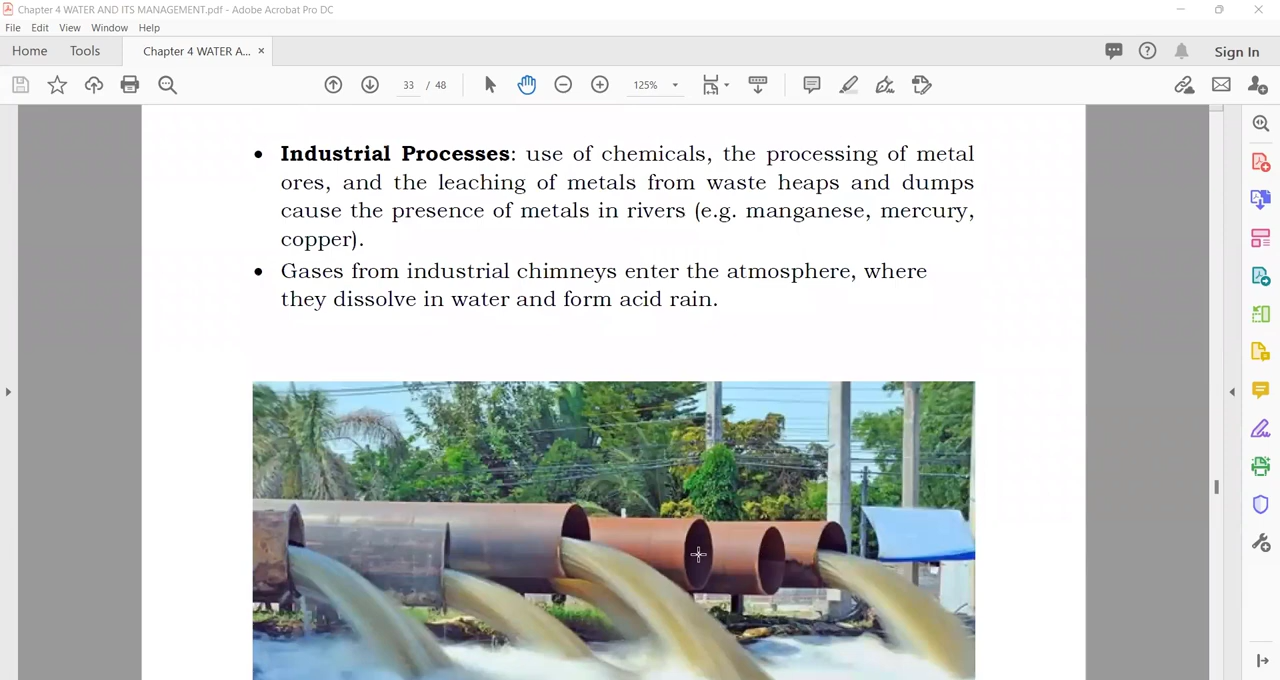 Chapter 4 WATER AND ITS MANAGEMENT.pdf - Adobe Acrobat Pro DC
File Edit View Window Help
Home Tools Chapter 4 WATER A... × Sign In
33 / 48 125%
• Industrial Processes: use of chemicals, the processing of metal
ores, and the leaching of metals from waste heaps and dumps
cause the presence of metals in rivers (e.g. manganese, mercury,
copper).
• Gases from industrial chimneys enter the atmosphere, where
they dissolve in water and form acid rain.